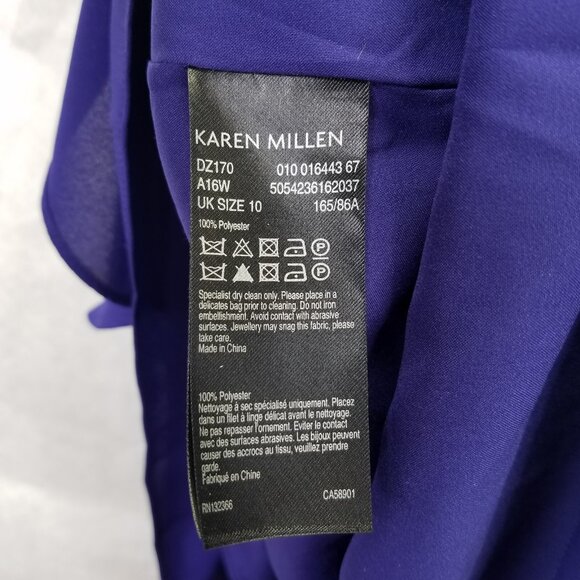 KAREN MILLEN
DZ170 010 016443 67
A16W 5054236162037
UK SIZE 10 165/86A
100% Polyester
P
P
Specialist dry clean only. Please place in a
delicates bag prior to cleaning. Do not iron
embellishment. Avoid contact with abrasive
surfaces. Jewellery may snag this fabric, please
take care.
Made in China
100% Polyester
Nettoyage à sec spécialisé uniquement. Placez
dans un filet à linge délicat avant le nettoyage.
Ne pas repasser l'ornement. Eviter le contact
avec des surfaces abrasives. Les bijoux peuvent
causer des accrocs au tissu, veuillez prendre
garde.
Fabriqué en Chine
RN132366 CA58901